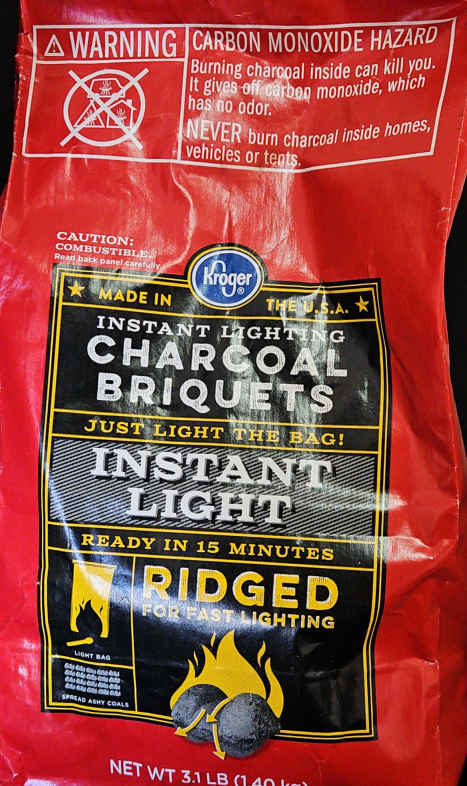 ⚠ WARNING
CARBON MONOXIDE HAZARD
Burning charcoal inside can kill you.
It gives off carbon monoxide, which
has no odor.
NEVER burn charcoal inside homes,
vehicles or tents.
CAUTION:
COMBUSTIBLE.
Read back panel carefully
Kroger®
★ MADE IN THE U.S.A. ★
INSTANT LIGHTING
CHARCOAL
BRIQUETS
JUST LIGHT THE BAG!
INSTANT
LIGHT
READY IN 15 MINUTES
RIDGED
FOR FAST LIGHTING
LIGHT BAG
SPREAD ASHY COALS
NET WT 3.1 LB (1.40 kg)